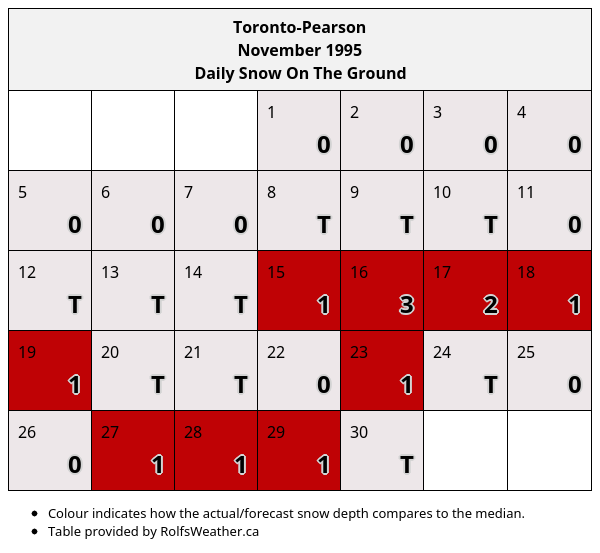 Toronto-Pearson
November 1995
Daily Snow On The Ground
1 0 2 0 3 0 4 0
5 0 6 0 7 0 8 T 9 T 10 T 11 0
12 T 13 T 14 T 15 1 16 3 17 2 18 1
19 1 20 T 21 T 22 0 23 1 24 T 25 0
26 0 27 1 28 1 29 1 30 T
• Colour indicates how the actual/forecast snow depth compares to the median.
• Table provided by RolfsWeather.ca